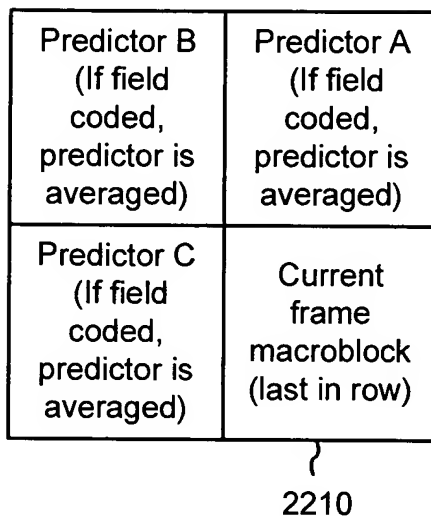 Predictor B
(If field
coded,
predictor is
averaged)
Predictor A
(If field
coded,
predictor is
averaged)
Predictor C
(If field
coded,
predictor is
averaged)
Current
frame
macroblock
(last in row)
2210